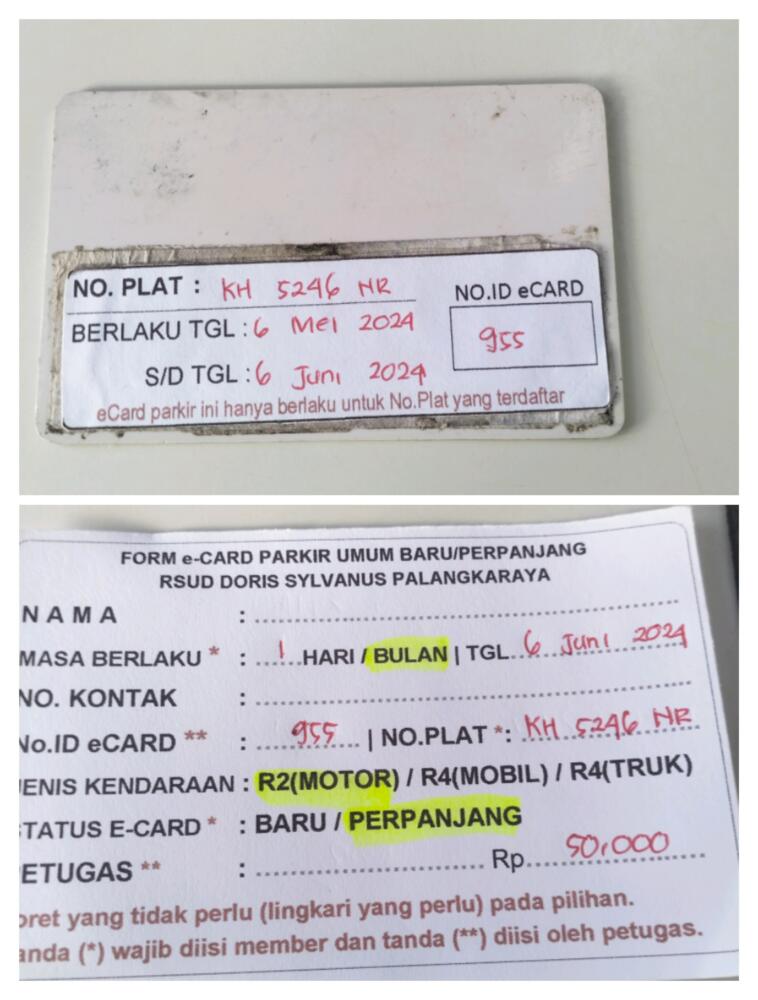 NO. PLAT : KH 5246 NR
NO.ID eCARD
BERLAKU TGL : 6 Mei 2024
955
S/D TGL : 6 Juni 2024
eCard parkir ini hanya berlaku untuk No.Plat yang terdaftar
FORM e-CARD PARKIR UMUM BARU/PERPANJANG
RSUD DORIS SYLVANUS PALANGKARAYA
NAMA : ....................
MASA BERLAKU * : ...1...HARI / BULAN | TGL...6 Juni 2024
NO. KONTAK : ....................
No.ID eCARD ** : ...955... | NO.PLAT *: KH 5246 NR
ENIS KENDARAAN : R2(MOTOR) / R4(MOBIL) / R4(TRUK)
TATUS E-CARD * : BARU / PERPANJANG
ETUGAS ** : .................... Rp...50.000
oret yang tidak perlu (lingkari yang perlu) pada pilihan.
anda (*) wajib diisi member dan tanda (**) diisi oleh petugas.